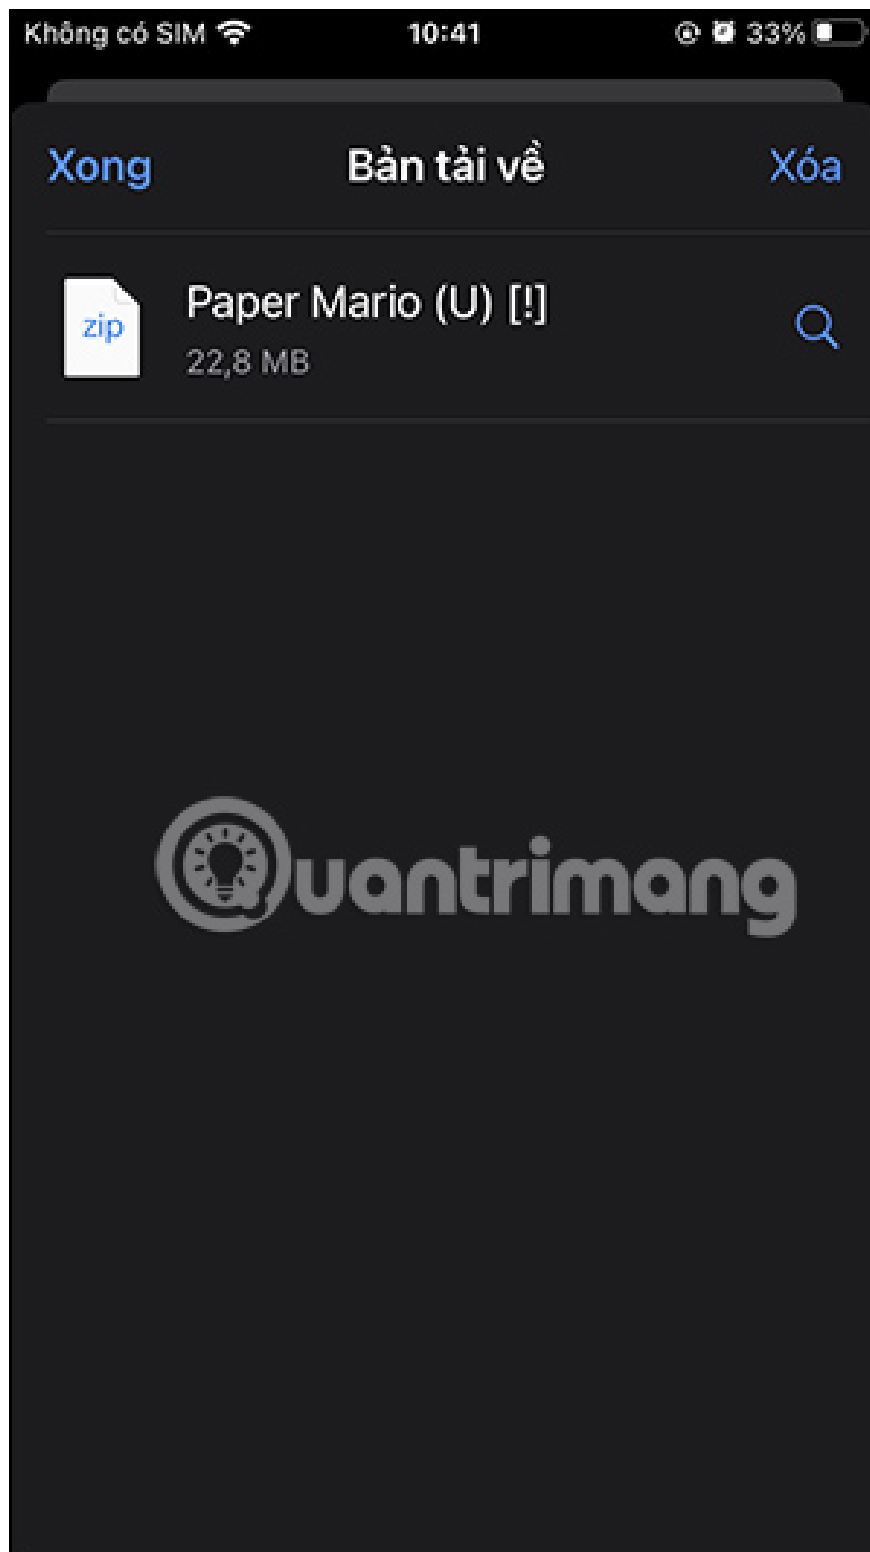 Không có SIM 10:41 33%
Xong Bản tải về Xóa
zip Paper Mario (U) [!]
22,8 MB
Quantrimang